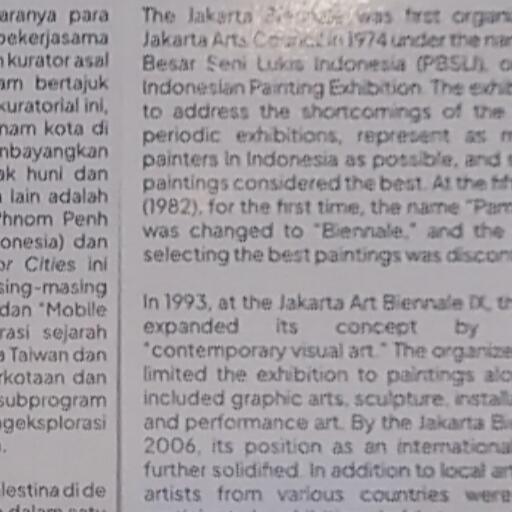 aranya para
bekerjasama
kurator asal
am bertajuk
kuratorial ini,
nam kota di
mbayangkan
ak huni dan
lain adalah
Phnom Penh
onesia) dan
or Cities ini
sing-masing
dan "Mobile
rasi sejarah
a Taiwan dan
rkotaan dan
subprogram
geksplorasi
lestina di de
The Jakarta was first organi
Jakarta Arts Council in 1974 under the nam
Besar Seni Lukis Indonesia (PBSLI), o
Indonesian Painting Exhibition. The exhib
to address the shortcomings of the
periodic exhibitions, represent as m
painters in Indonesia as possible, and
paintings considered the best. At the fift
(1982), for the first time, the name "Pam
was changed to "Biennale," and the
selecting the best paintings was discon
In 1993, at the Jakarta Art Biennale IX, th
expanded its concept by
"contemporary visual art." The organize
limited the exhibition to paintings alo
included graphic arts, sculpture, install
and performance art. By the Jakarta Bi
2006, its position as an international
further solidified. In addition to local art
artists from various countries were